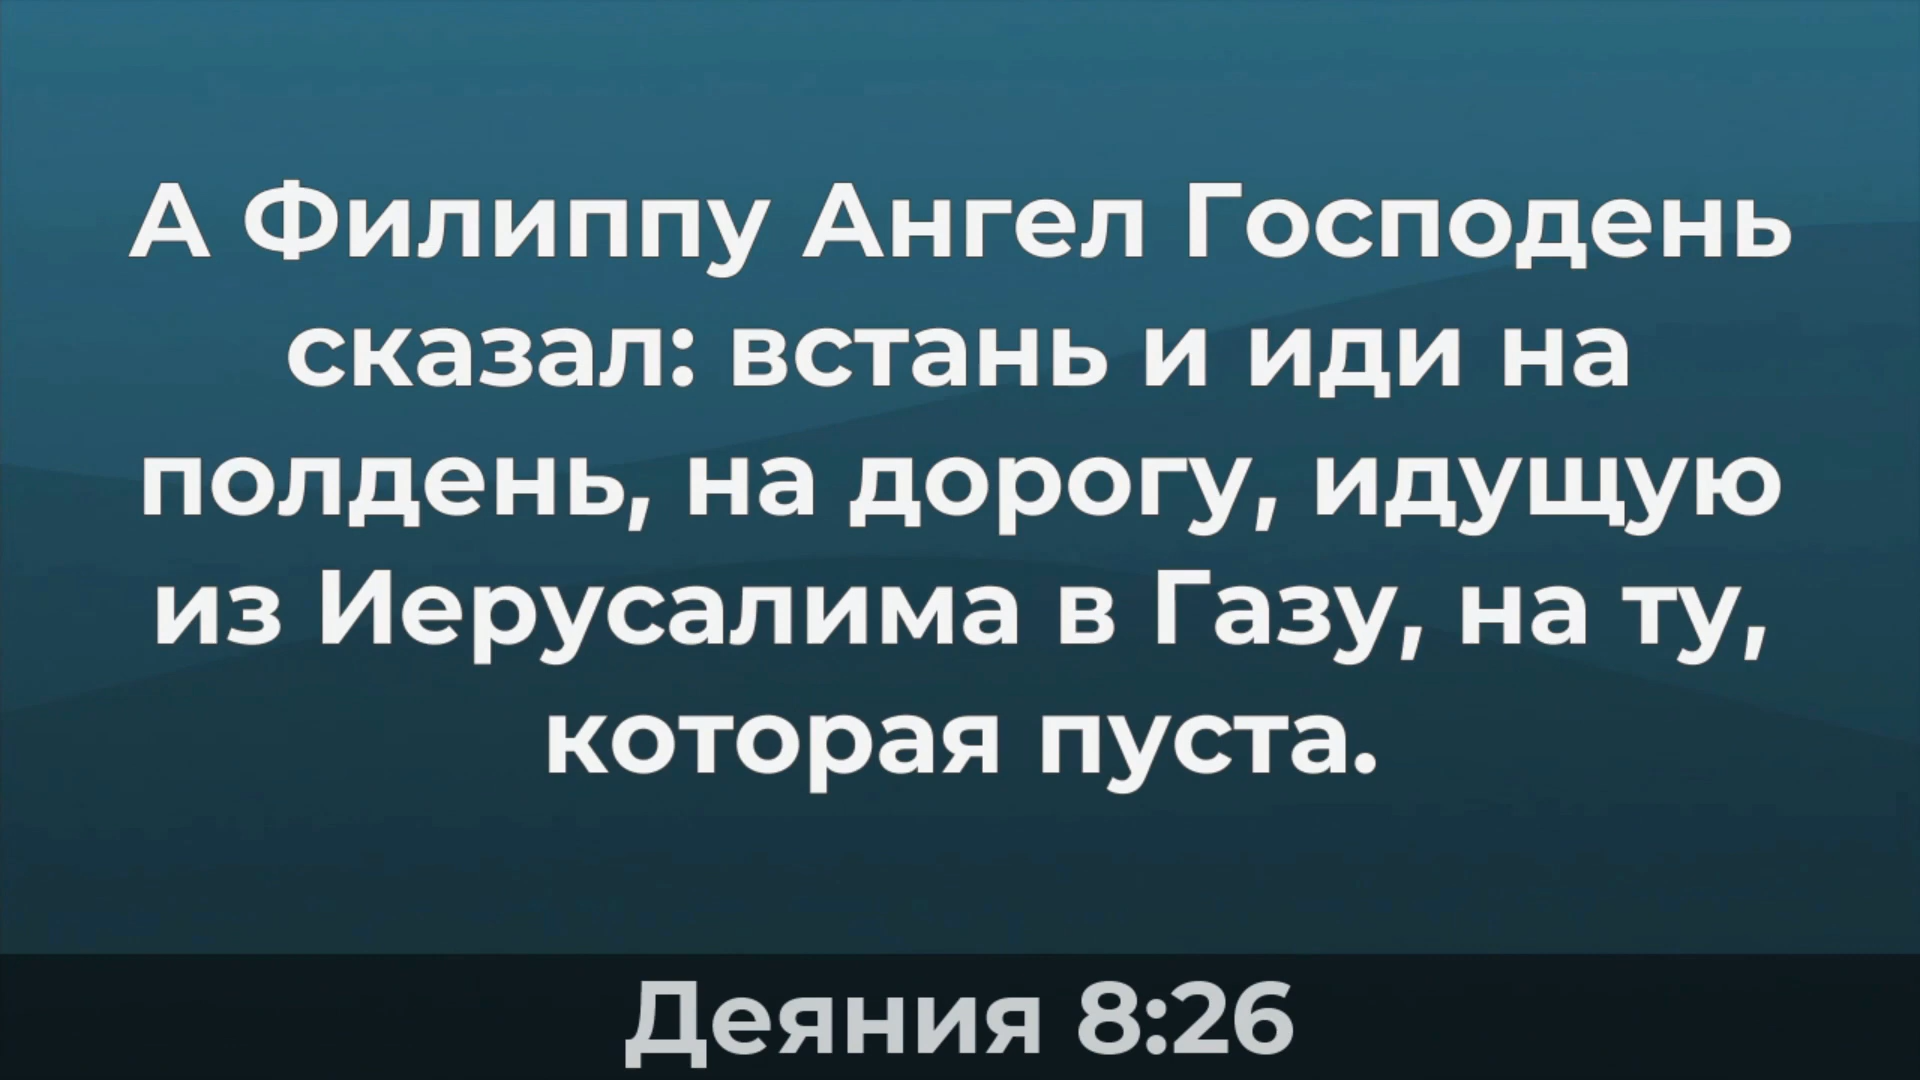 А Филиппу Ангел Господень
сказал: встань и иди на
полдень, на дорогу, идущую
из Иерусалима в Газу, на ту,
которая пуста.
Деяния 8:26